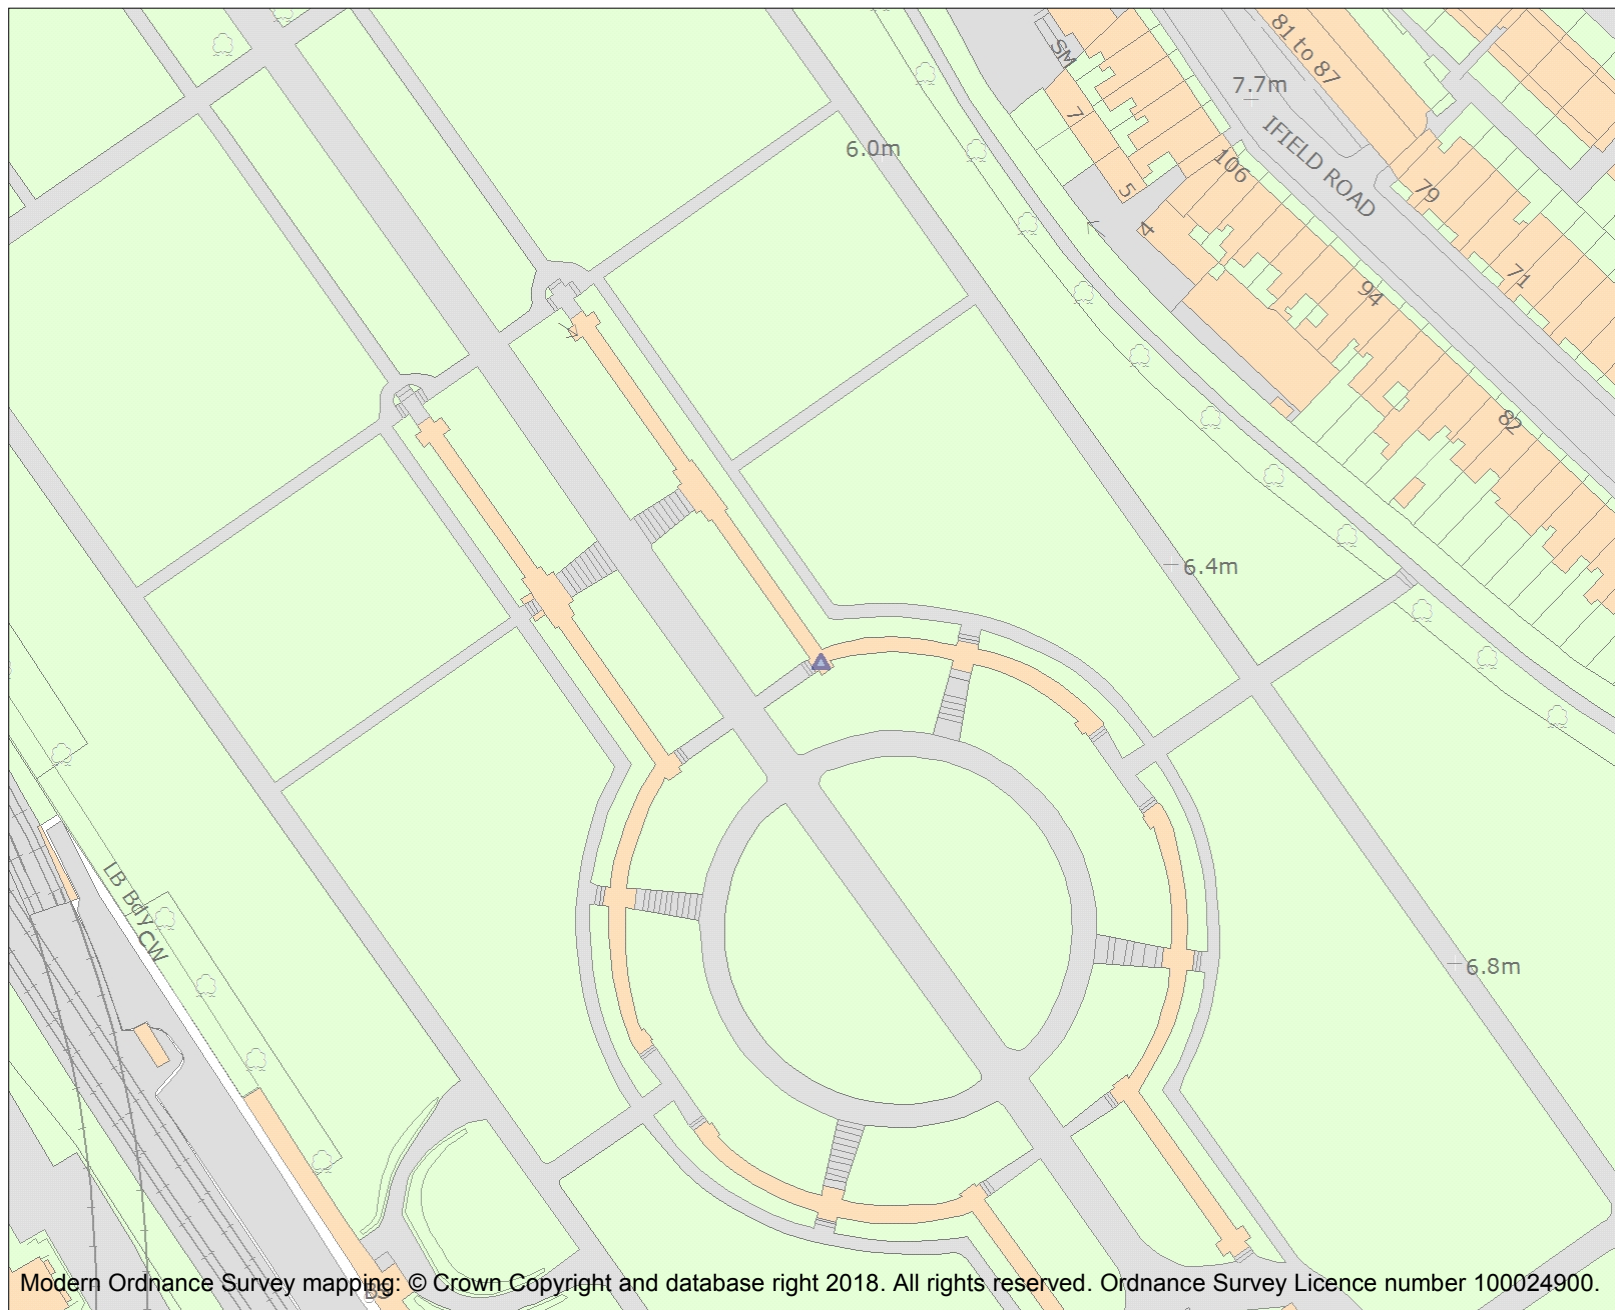 81 to 87
SM
7.7m
7
6.0m
IFIELD ROAD
106
79
5
4
71
94
82
6.4m
6.8m
LB Bdy
CW
BS
Modern Ordnance Survey mapping: © Crown Copyright and database right 2018. All rights reserved. Ordnance Survey Licence number 100024900.